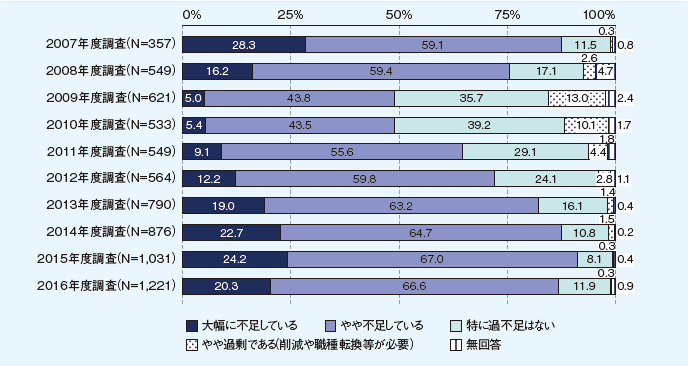 0% 25% 50% 75% 100%
2007年度調査(N=357) 28.3 59.1 11.5 0.3 0.8
2008年度調査(N=549) 16.2 59.4 17.1 2.6 4.7
2009年度調査(N=621) 5.0 43.8 35.7 13.0 2.4
2010年度調査(N=533) 5.4 43.5 39.2 10.1 1.7
2011年度調査(N=549) 9.1 55.6 29.1 4.4 1.8
2012年度調査(N=564) 12.2 59.8 24.1 2.8 1.1
2013年度調査(N=790) 19.0 63.2 16.1 1.4 0.4
2014年度調査(N=876) 22.7 64.7 10.8 1.5 0.2
2015年度調査(N=1,031) 24.2 67.0 8.1 0.3 0.4
2016年度調査(N=1,221) 20.3 66.6 11.9 0.3 0.9
大幅に不足している やや不足している 特に過不足はない
やや過剰である(削減や職種転換等が必要) 無回答